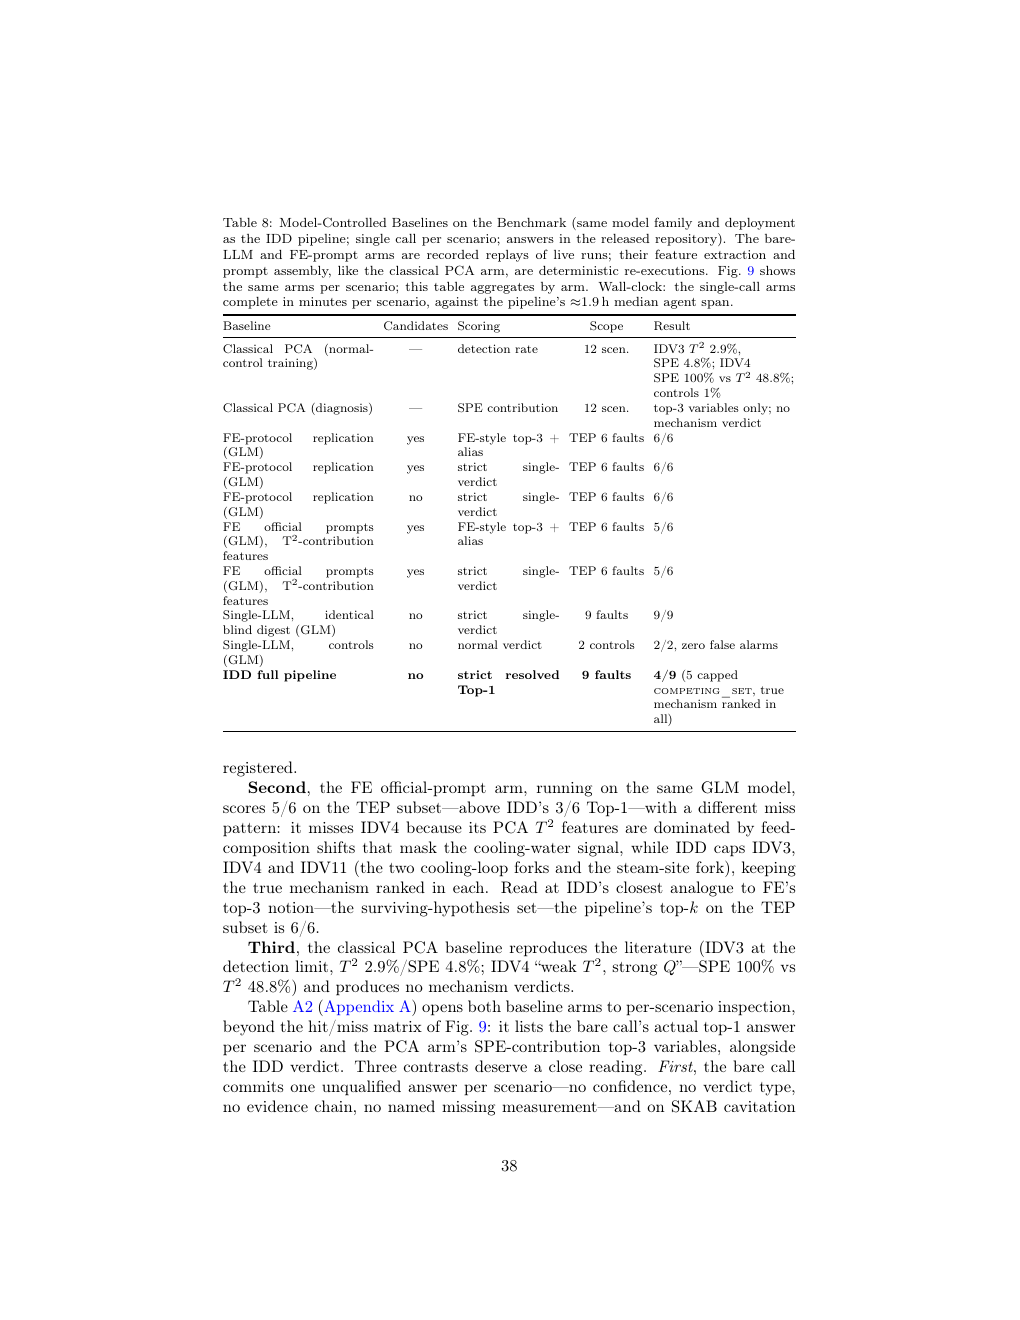 Table 8: Model-Controlled Baselines on the Benchmark (same model family and deployment
as the IDD pipeline; single call per scenario; answers in the released repository). The bare-
LLM and FE-prompt arms are recorded replays of live runs; their feature extraction and
prompt assembly, like the classical PCA arm, are deterministic re-executions. Fig. 9 shows
the same arms per scenario; this table aggregates by arm. Wall-clock: the single-call arms
complete in minutes per scenario, against the pipeline's ≈1.9 h median agent span.
Baseline Candidates Scoring Scope Result
Classical PCA (normal- — detection rate 12 scen. IDV3 T² 2.9%,
control training) SPE 4.8%; IDV4
SPE 100% vs T² 48.8%;
controls 1%
Classical PCA (diagnosis) — SPE contribution 12 scen. top-3 variables only; no
mechanism verdict
FE-protocol replication yes FE-style top-3 + TEP 6 faults 6/6
(GLM) alias
FE-protocol replication yes strict single- TEP 6 faults 6/6
(GLM) verdict
FE-protocol replication no strict single- TEP 6 faults 6/6
(GLM) verdict
FE official prompts yes FE-style top-3 + TEP 6 faults 5/6
(GLM), T²-contribution alias
features
FE official prompts yes strict single- TEP 6 faults 5/6
(GLM), T²-contribution verdict
features
Single-LLM, identical no strict single- 9 faults 9/9
blind digest (GLM) verdict
Single-LLM, controls no normal verdict 2 controls 2/2, zero false alarms
(GLM)
IDD full pipeline no strict resolved 9 faults 4/9 (5 capped
Top-1 COMPETING_SET, true
mechanism ranked in
all)
registered.
Second, the FE official-prompt arm, running on the same GLM model,
scores 5/6 on the TEP subset—above IDD's 3/6 Top-1—with a different miss
pattern: it misses IDV4 because its PCA T² features are dominated by feed-
composition shifts that mask the cooling-water signal, while IDD caps IDV3,
IDV4 and IDV11 (the two cooling-loop forks and the steam-site fork), keeping
the true mechanism ranked in each. Read at IDD's closest analogue to FE's
top-3 notion—the surviving-hypothesis set—the pipeline's top-k on the TEP
subset is 6/6.
Third, the classical PCA baseline reproduces the literature (IDV3 at the
detection limit, T² 2.9%/SPE 4.8%; IDV4 “weak T², strong Q”—SPE 100% vs
T² 48.8%) and produces no mechanism verdicts.
Table A2 (Appendix A) opens both baseline arms to per-scenario inspection,
beyond the hit/miss matrix of Fig. 9: it lists the bare call's actual top-1 answer
per scenario and the PCA arm's SPE-contribution top-3 variables, alongside
the IDD verdict. Three contrasts deserve a close reading. First, the bare call
commits one unqualified answer per scenario—no confidence, no verdict type,
no evidence chain, no named missing measurement—and on SKAB cavitation
38